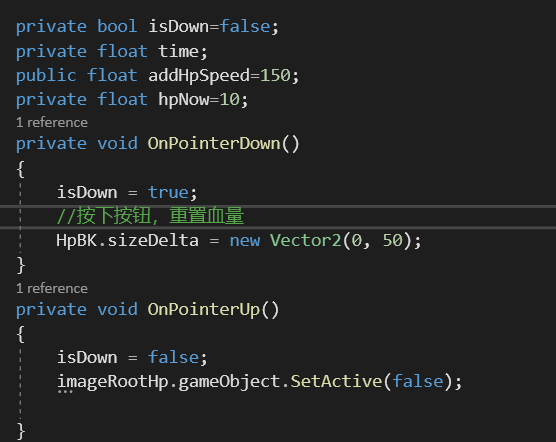 private bool isDown=false;
private float time;
public float addHpSpeed=150;
private float hpNow=10;
1 reference
private void OnPointerDown()
{
    isDown = true;
    //按下按钮，重置血量
    HpBK.sizeDelta = new Vector2(0, 50);
}
1 reference
private void OnPointerUp()
{
    isDown = false;
    imageRootHp.gameObject.SetActive(false);
}